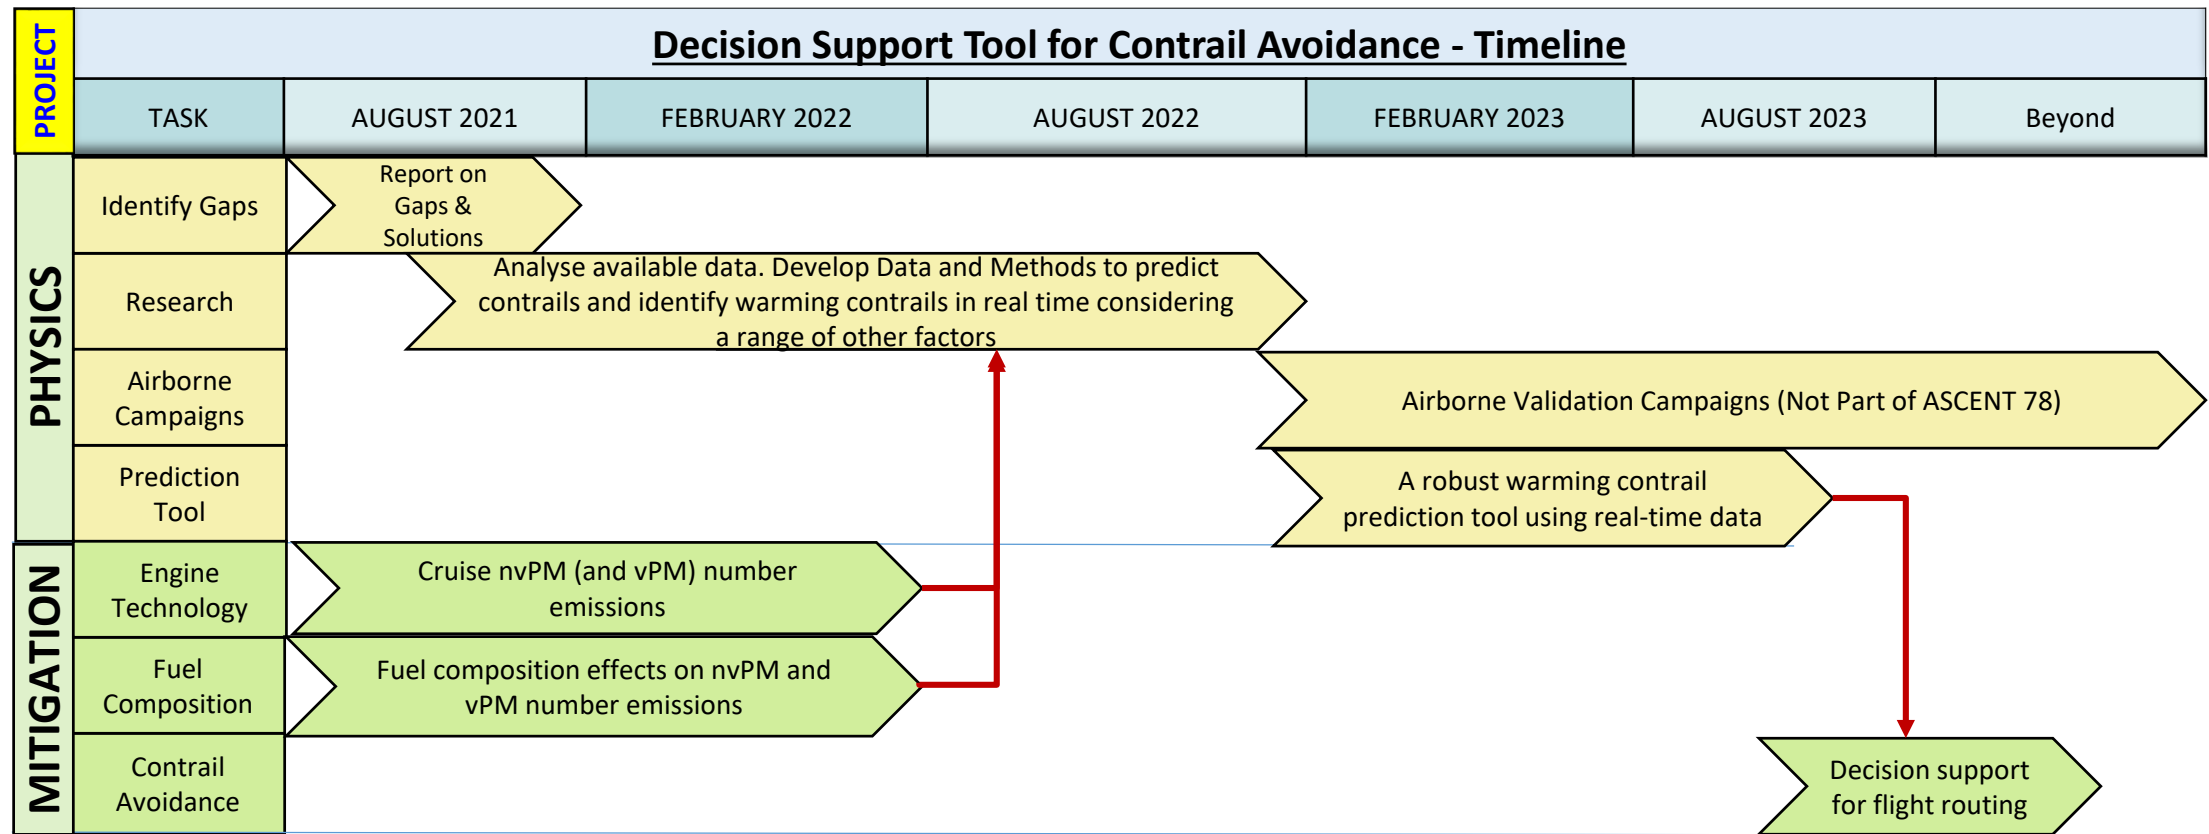 PROJECT
Decision Support Tool for Contrail Avoidance - Timeline
TASK
AUGUST 2021
FEBRUARY 2022
AUGUST 2022
FEBRUARY 2023
AUGUST 2023
Beyond
PHYSICS
Identify Gaps
Report on
Gaps &
Solutions
Research
Analyse available data. Develop Data and Methods to predict
contrails and identify warming contrails in real time considering
a range of other factors
Airborne
Campaigns
Airborne Validation Campaigns (Not Part of ASCENT 78)
Prediction
Tool
A robust warming contrail
prediction tool using real-time data
MITIGATION
Engine
Technology
Cruise nvPM (and vPM) number
emissions
Fuel
Composition
Fuel composition effects on nvPM and
vPM number emissions
Contrail
Avoidance
Decision support
for flight routing